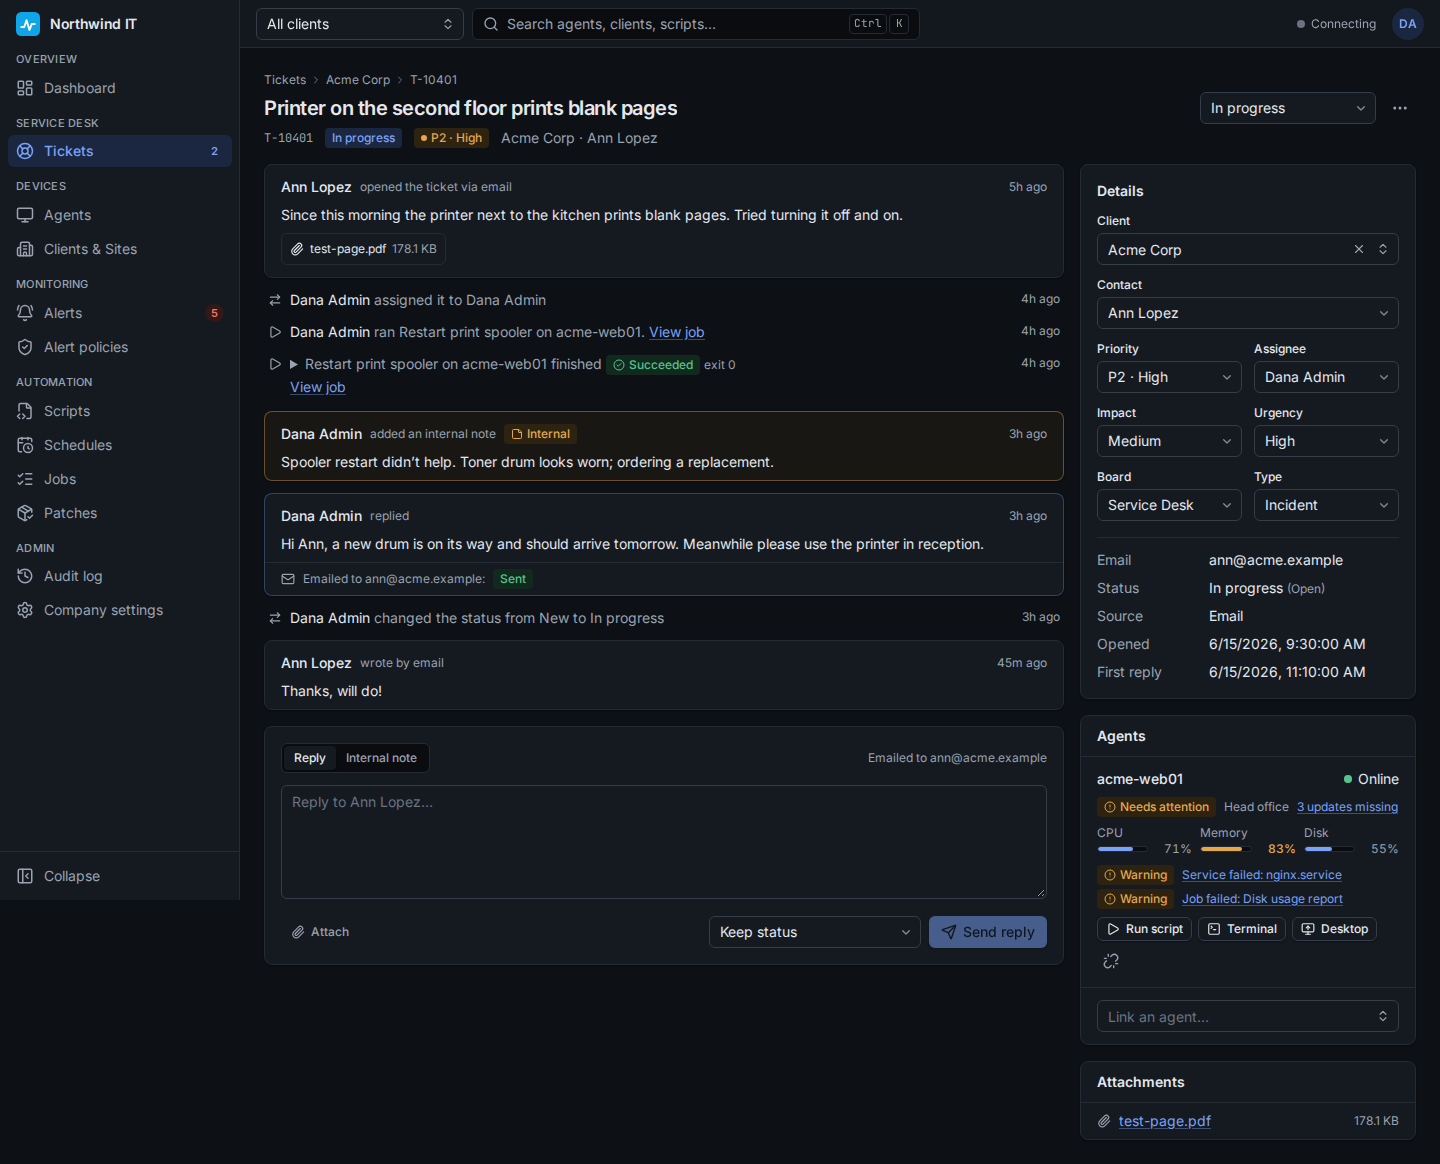 Northwind IT
All clients
Search agents, clients, scripts...
Ctrl K
Connecting
DA
OVERVIEW
Dashboard
SERVICE DESK
Tickets 2
DEVICES
Agents
Clients & Sites
MONITORING
Alerts 5
Alert policies
AUTOMATION
Scripts
Schedules
Jobs
Patches
ADMIN
Audit log
Company settings
Collapse
Tickets > Acme Corp > T-10401
Printer on the second floor prints blank pages
In progress
T-10401 In progress P2 · High Acme Corp · Ann Lopez
Ann Lopez opened the ticket via email 5h ago
Since this morning the printer next to the kitchen prints blank pages. Tried turning it off and on.
test-page.pdf 178.1 KB
Dana Admin assigned it to Dana Admin 4h ago
Dana Admin ran Restart print spooler on acme-web01. View job 4h ago
Restart print spooler on acme-web01 finished Succeeded exit 0 4h ago
View job
Dana Admin added an internal note Internal 3h ago
Spooler restart didn’t help. Toner drum looks worn; ordering a replacement.
Dana Admin replied 3h ago
Hi Ann, a new drum is on its way and should arrive tomorrow. Meanwhile please use the printer in reception.
Emailed to ann@acme.example: Sent
Dana Admin changed the status from New to In progress 3h ago
Ann Lopez wrote by email 45m ago
Thanks, will do!
Reply Internal note Emailed to ann@acme.example
Reply to Ann Lopez...
Attach Keep status Send reply
Details
Client
Acme Corp
Contact
Ann Lopez
Priority Assignee
P2 · High Dana Admin
Impact Urgency
Medium High
Board Type
Service Desk Incident
Email ann@acme.example
Status In progress (Open)
Source Email
Opened 6/15/2026, 9:30:00 AM
First reply 6/15/2026, 11:10:00 AM
Agents
acme-web01 Online
Needs attention Head office 3 updates missing
CPU Memory Disk
71% 83% 55%
Warning Service failed: nginx.service
Warning Job failed: Disk usage report
Run script Terminal Desktop
Link an agent...
Attachments
test-page.pdf 178.1 KB